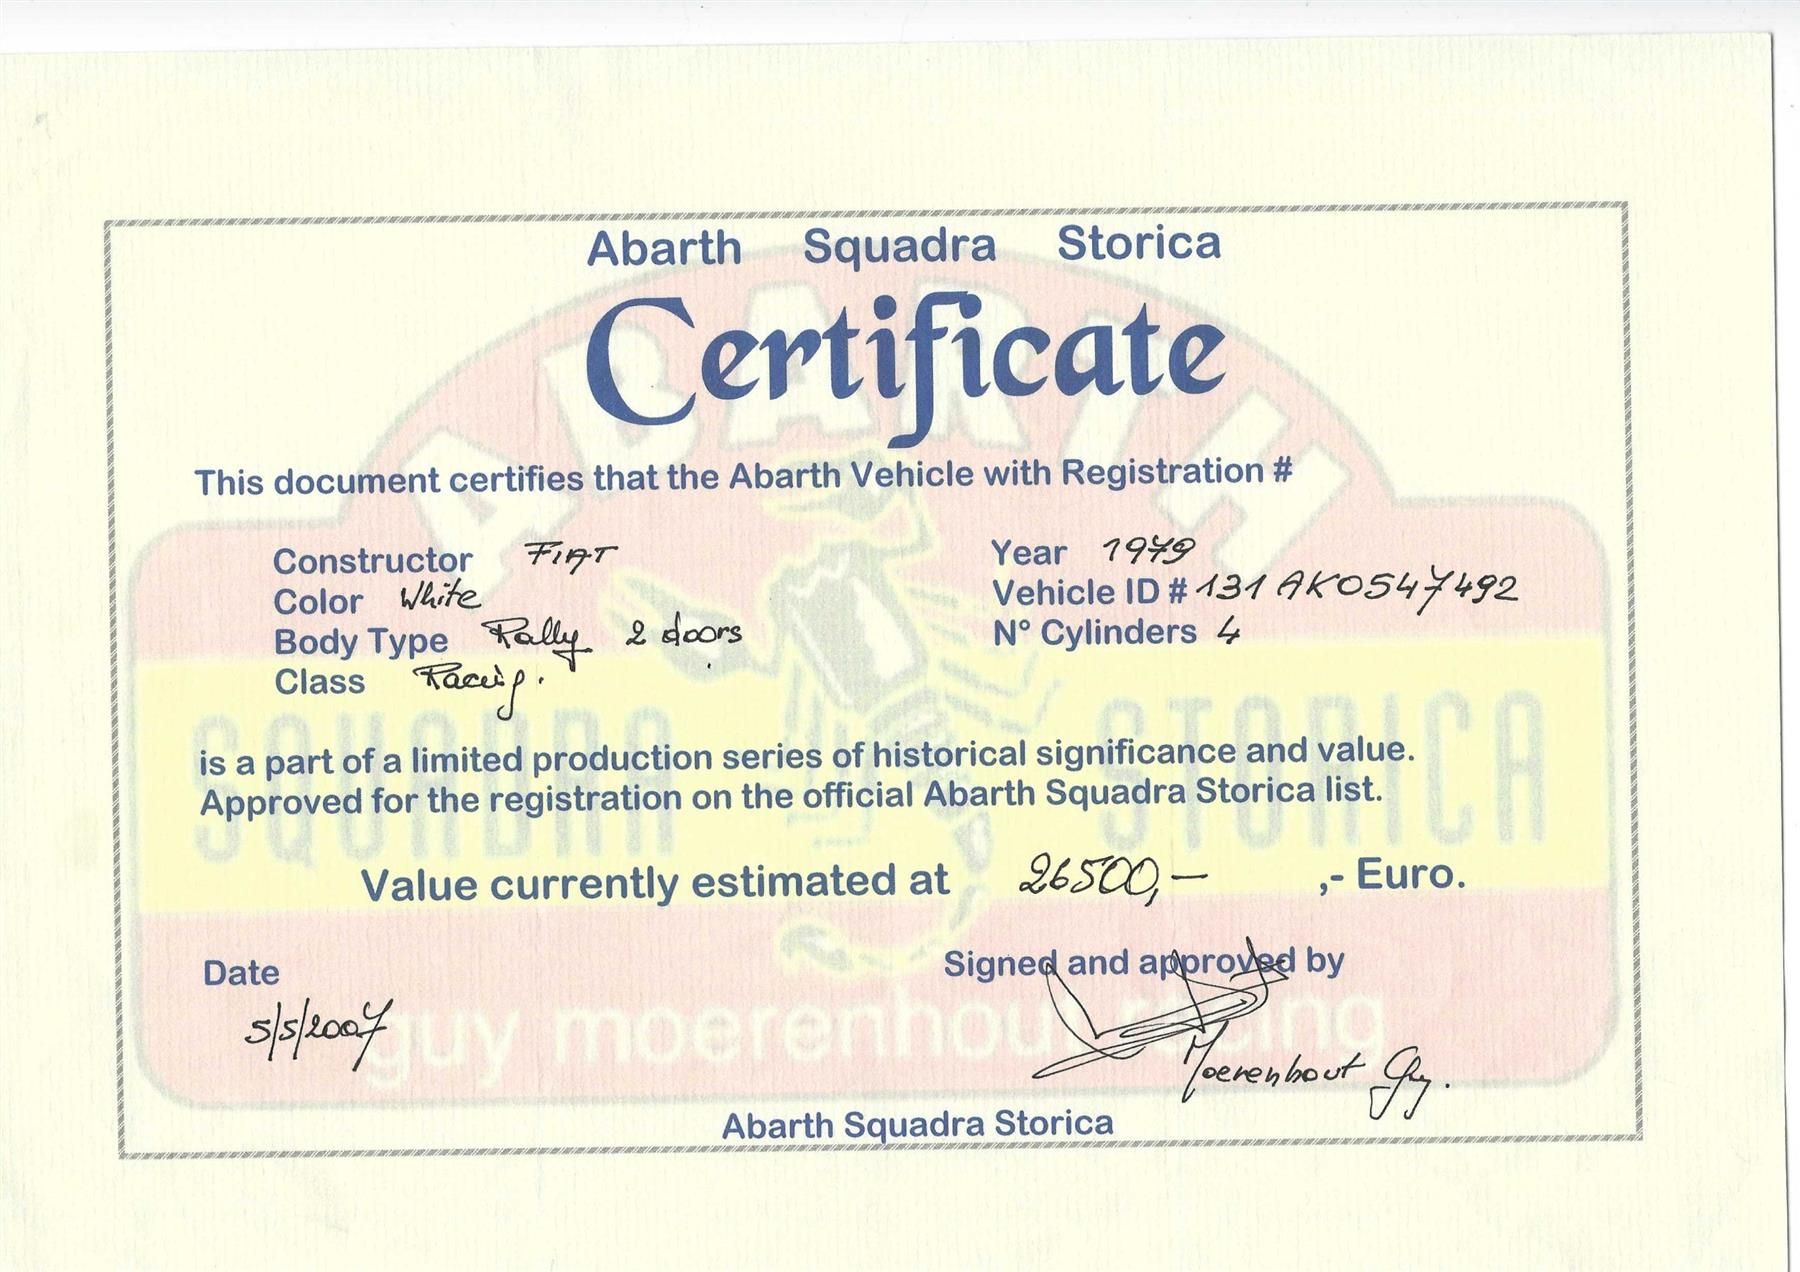 Abarth Squadra Storica
Certificate
This document certifies that the Abarth Vehicle with Registration #
Constructor FIAT
Color White
Body Type Rally 2 doors
Class Racing.
Year 1979
Vehicle ID # 131 AK0547492
N° Cylinders 4
is a part of a limited production series of historical significance and value.
Approved for the registration on the official Abarth Squadra Storica list.
Value currently estimated at 26500,- ,- Euro.
Date
5/5/2007
Signed and approved by
Moerenhout Guy.
Abarth Squadra Storica
ABARTH
SQUADRA STORICA
guy moerenhout racing